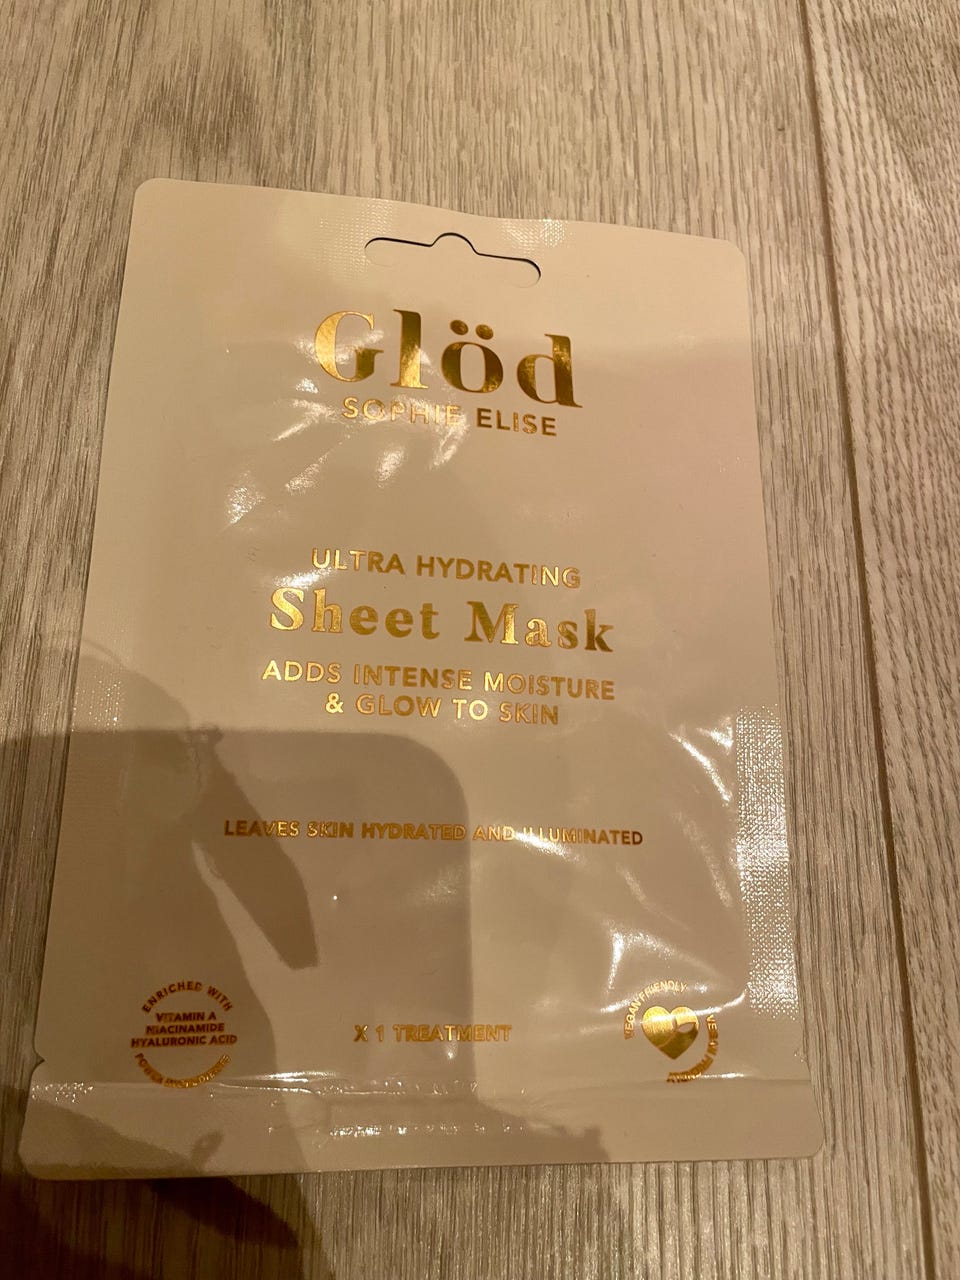 Glöd
SOPHIE ELISE
ULTRA HYDRATING
Sheet Mask
ADDS INTENSE MOISTURE
& GLOW TO SKIN
LEAVES SKIN HYDRATED AND ILLUMINATED
ENRICHED WITH
VITAMIN A
NIACINAMIDE
HYALURONIC ACID
X 1 TREATMENT
VEGAN FRIENDLY